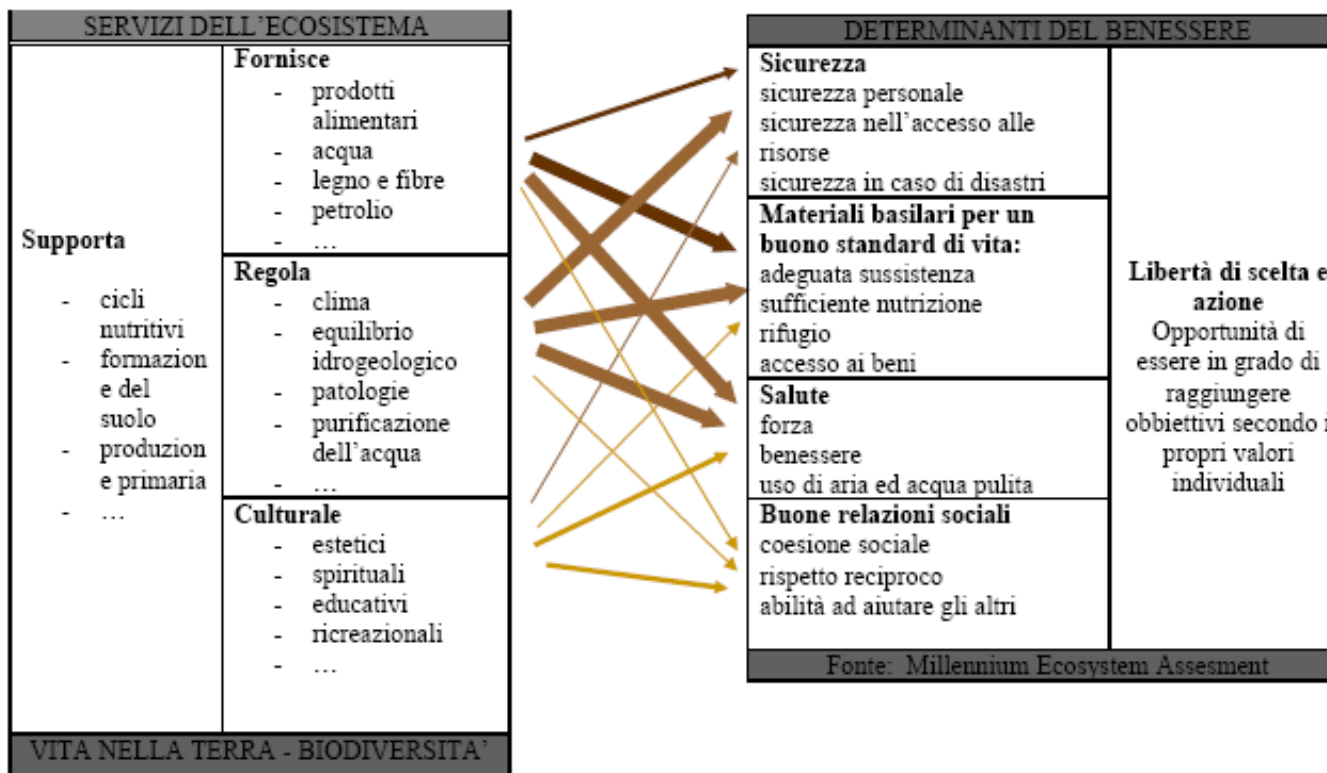 SERVIZI DELL’ECOSISTEMA
Supporta
- cicli
nutritivi
- formazion
e del
suolo
- produzion
e primaria
- …
Fornisce
- prodotti
alimentari
- acqua
- legno e fibre
- petrolio
- …
Regola
- clima
- equilibrio
idrogeologico
- patologie
- purificazione
dell’acqua
- …
Culturale
- estetici
- spirituali
- educativi
- ricreazionali
- …
VITA NELLA TERRA - BIODIVERSITA’
DETERMINANTI DEL BENESSERE
Sicurezza
sicurezza personale
sicurezza nell’accesso alle
risorse
sicurezza in caso di disastri
Materiali basilari per un
buono standard di vita:
adeguata sussistenza
sufficiente nutrizione
rifugio
accesso ai beni
Salute
forza
benessere
uso di aria ed acqua pulita
Buone relazioni sociali
coesione sociale
rispetto reciproco
abilità ad aiutare gli altri
Libertà di scelta e
azione
Opportunità di
essere in grado di
raggiungere
obbiettivi secondo i
propri valori
individuali
Fonte: Millennium Ecosystem Assesment